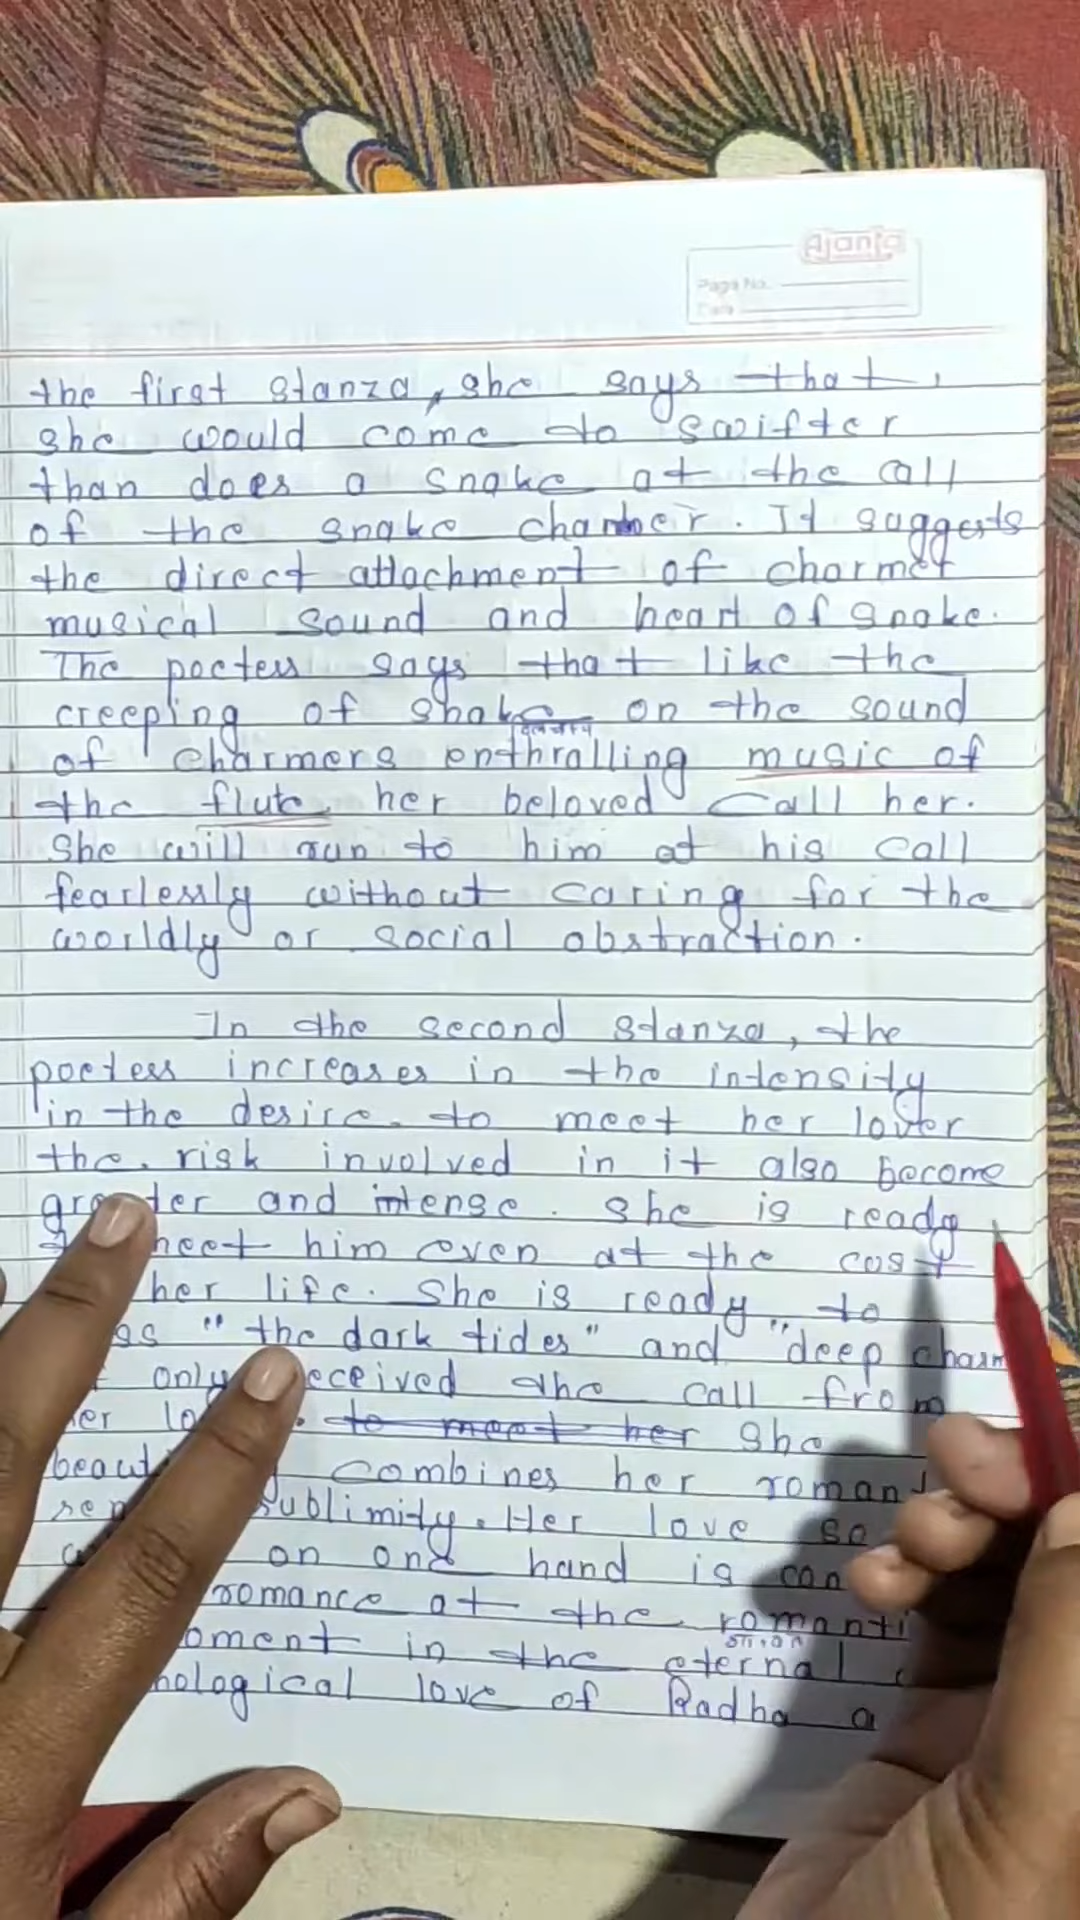 Ajanta
Page No.
Date
the first stanza, she says that,
she would come to swifter
than does a snake at the call
of the snake chamber. It suggests
the direct attachment of charmer
musical sound and heart of snake.
The poetess says that like the
creeping of snake on the sound
of charmers enthralling music of
the flute, her beloved call her.
She will run to him at his call
fearlessly without caring for the
worldly or social obstraction.
In the second stanza, the
poetess increases in the intensity
in the desire to meet her lover
the risk involved in it also become
greater and intense. She is ready
meet him even at the cost
her life. She is ready to
"the dark tides" and "deep
only received the call from
to meet her She
combines her
sublimity. Her love so
on one hand is
romance at the
in the eternal
love of Radha a